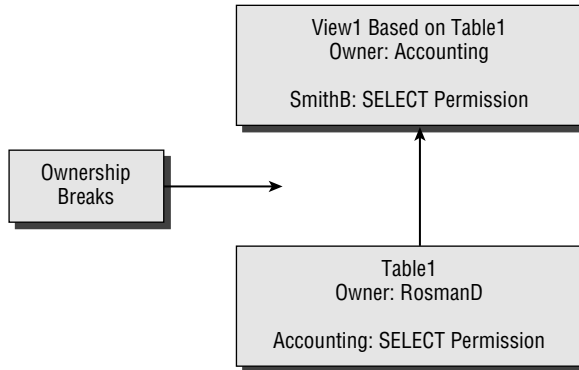 View1 Based on Table1
Owner: Accounting
SmithB: SELECT Permission
Ownership
Breaks
Table1
Owner: RosmanD
Accounting: SELECT Permission